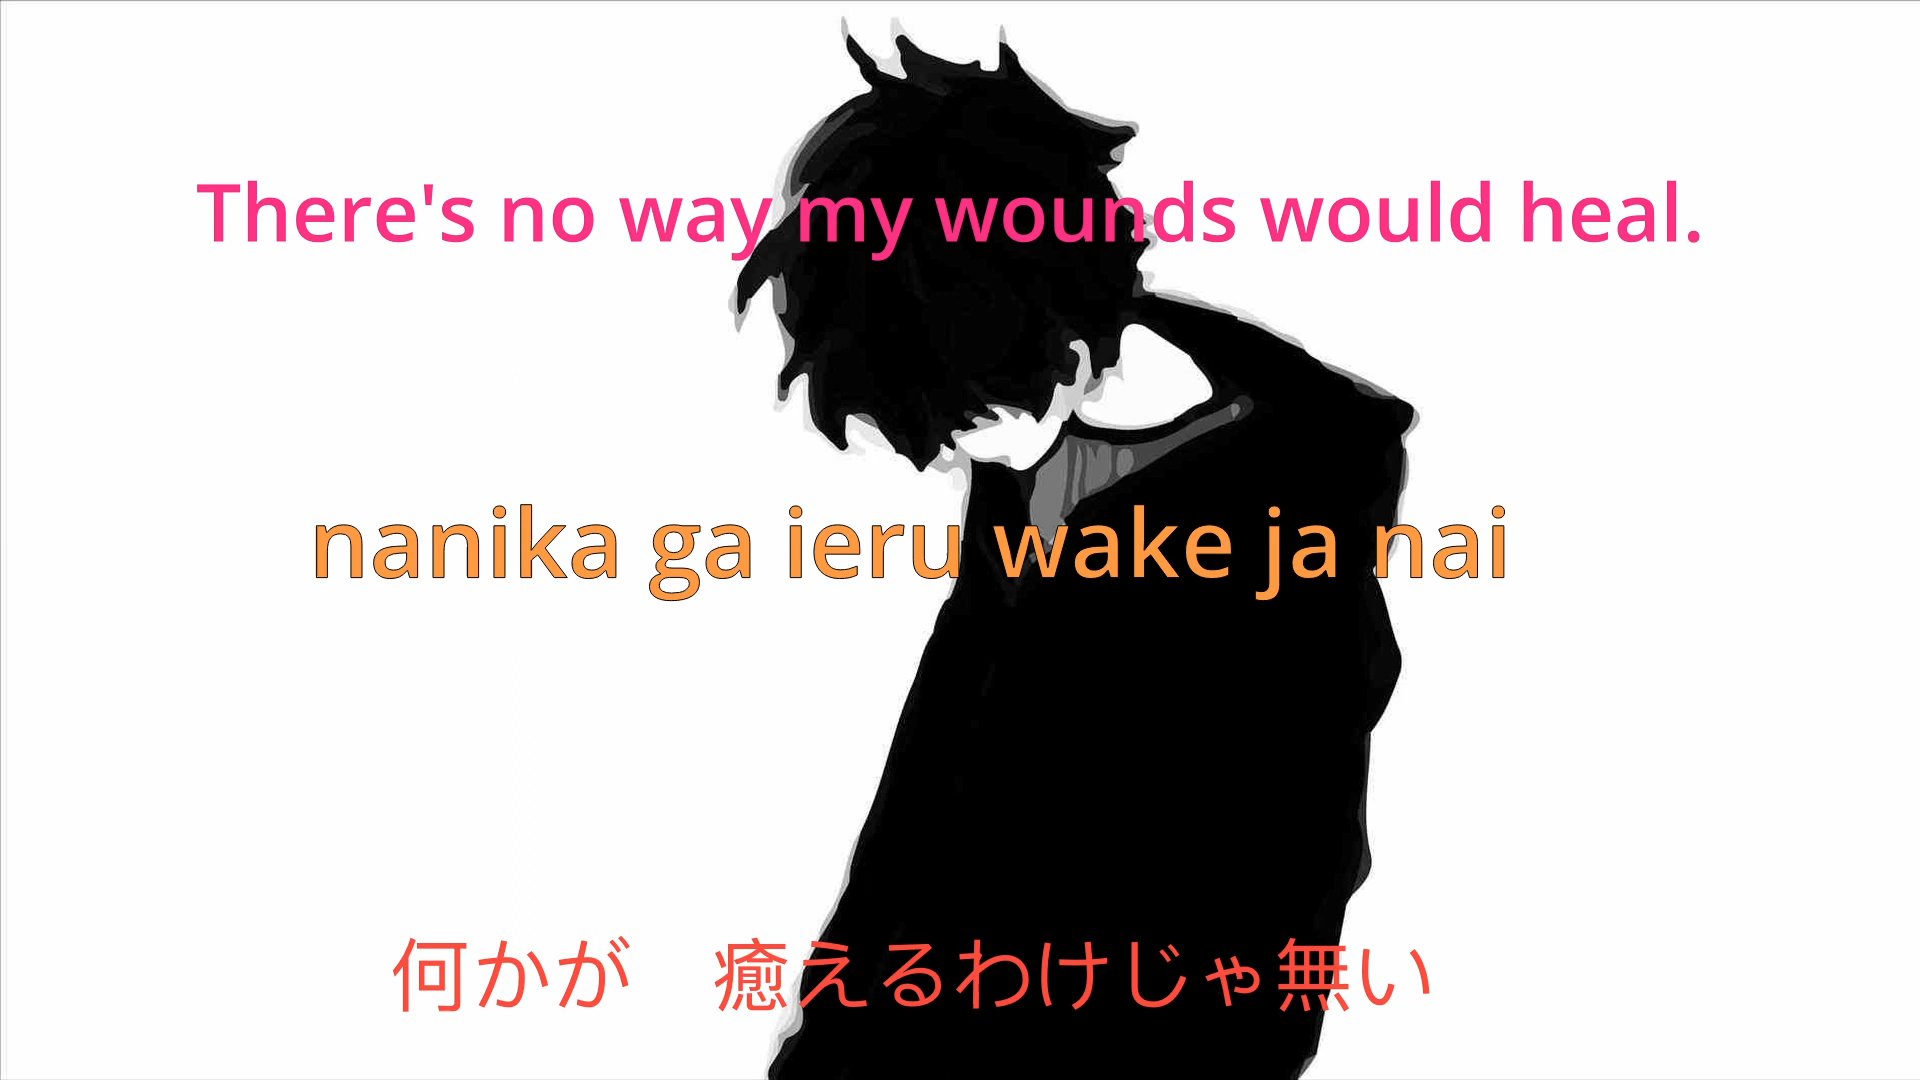 There's no way my wounds would heal.
nanika ga ieru wake ja nai
何かが　癒えるわけじゃ無い